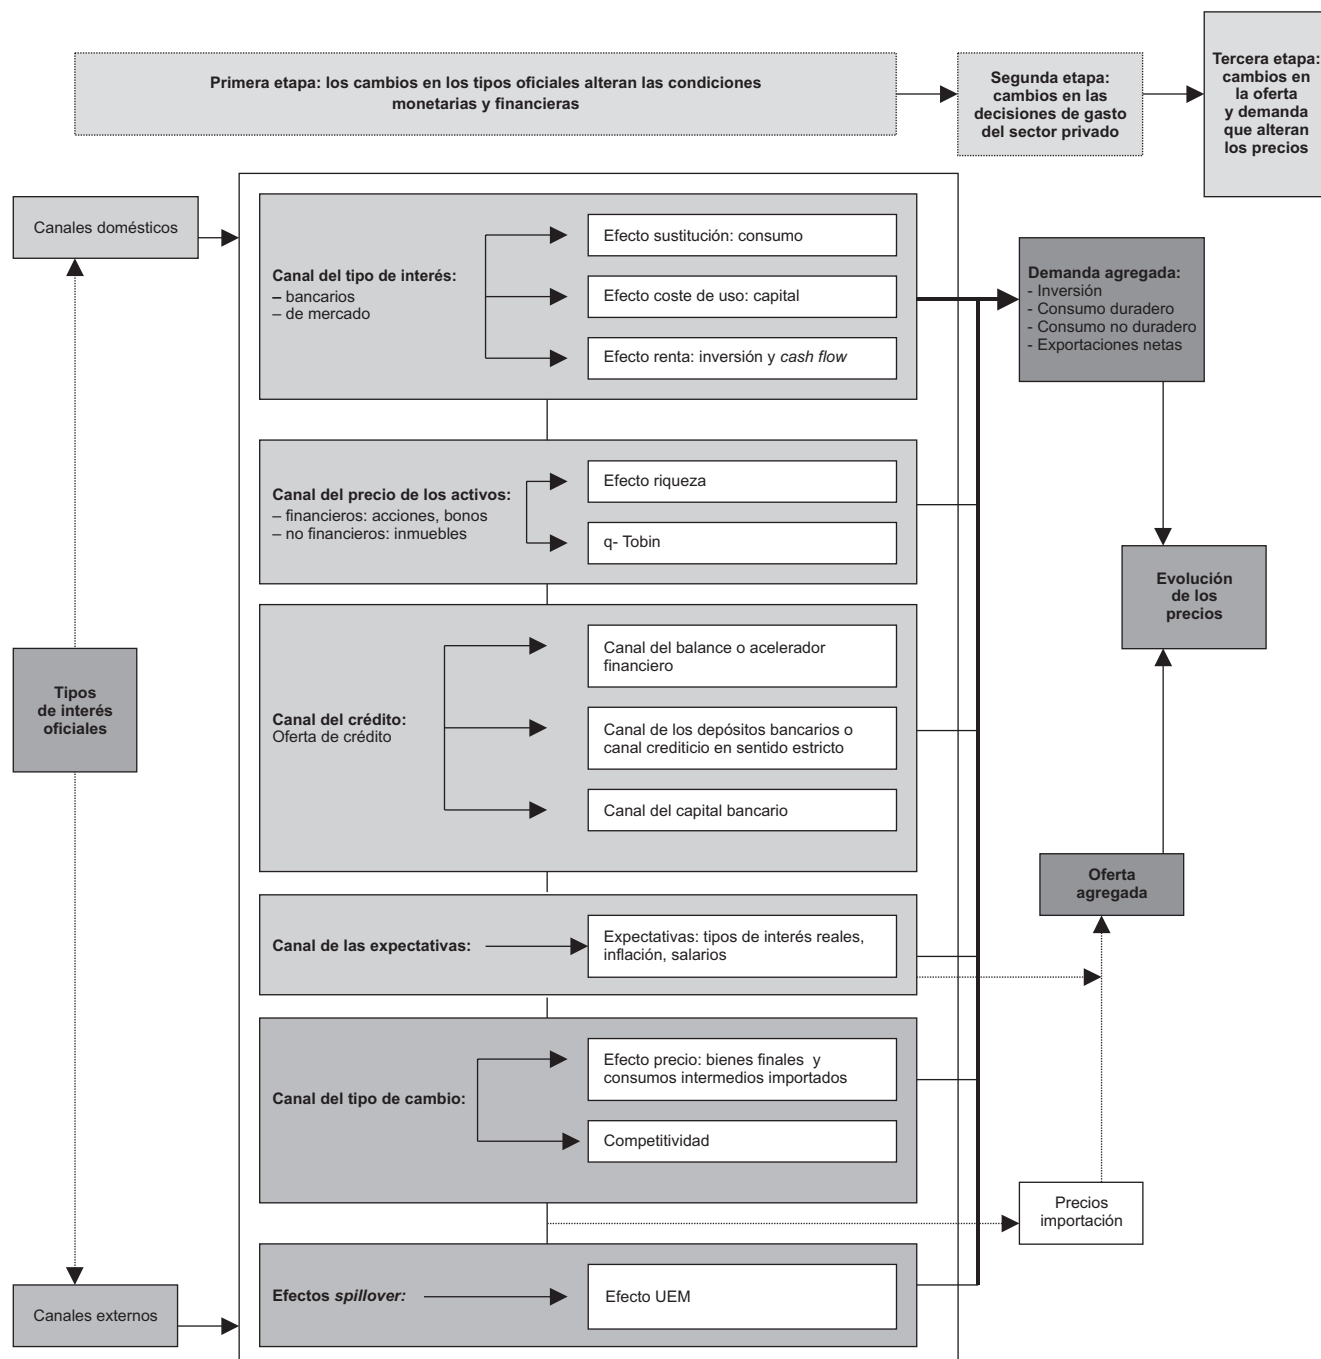 Primera etapa: los cambios en los tipos oficiales alteran las condiciones
monetarias y financieras
Segunda etapa:
cambios en las
decisiones de gasto
del sector privado
Tercera etapa:
cambios en
la oferta
y demanda
que alteran
los precios
Canales domésticos
Canal del tipo de interés:
– bancarios
– de mercado
Efecto sustitución: consumo
Efecto coste de uso: capital
Efecto renta: inversión y cash flow
Demanda agregada:
- Inversión
- Consumo duradero
- Consumo no duradero
- Exportaciones netas
Canal del precio de los activos:
– financieros: acciones, bonos
– no financieros: inmuebles
Efecto riqueza
q- Tobin
Evolución
de los
precios
Tipos
de interés
oficiales
Canal del crédito:
Oferta de crédito
Canal del balance o acelerador
financiero
Canal de los depósitos bancarios o
canal crediticio en sentido estricto
Canal del capital bancario
Oferta
agregada
Canal de las expectativas:
Expectativas: tipos de interés reales,
inflación, salarios
Canal del tipo de cambio:
Efecto precio: bienes finales y
consumos intermedios importados
Competitividad
Precios
importación
Canales externos
Efectos spillover:
Efecto UEM